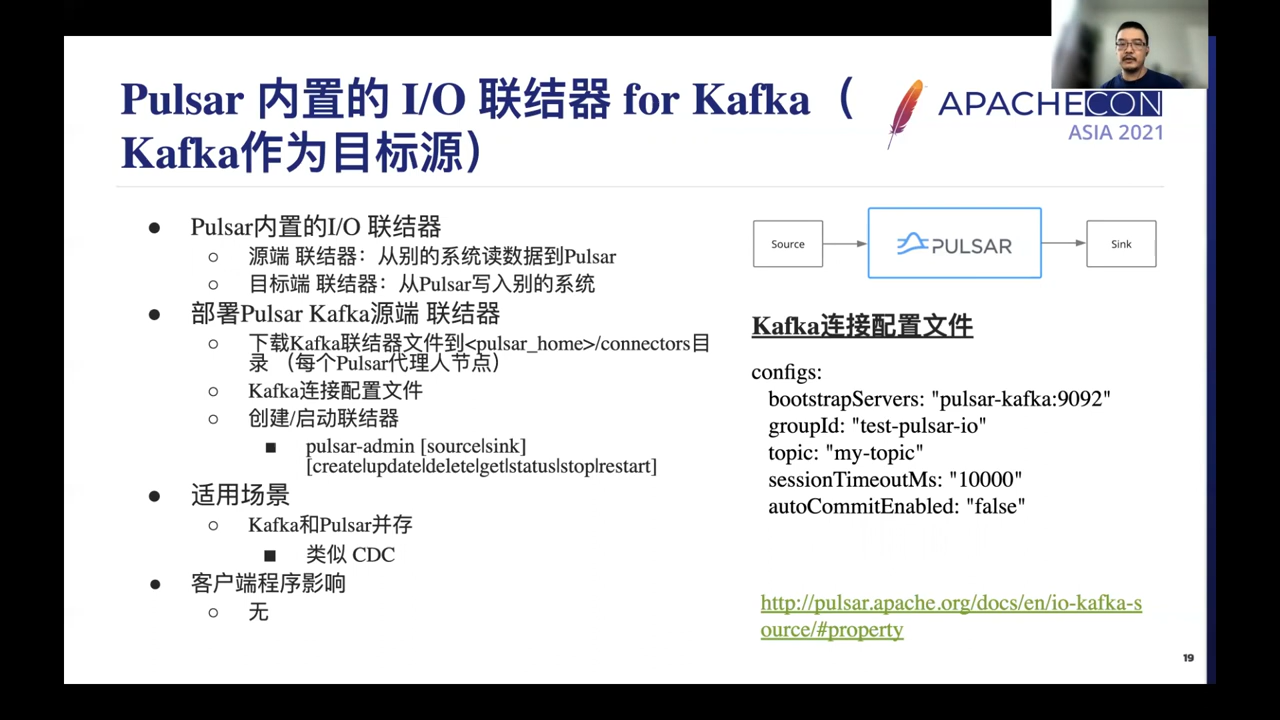 Pulsar 内置的 I/O 联结器 for Kafka（
Kafka作为目标源）
APACHECON
ASIA 2021
● Pulsar内置的I/O 联结器
○ 源端 联结器：从别的系统读数据到Pulsar
○ 目标端 联结器：从Pulsar写入别的系统
● 部署Pulsar Kafka源端 联结器
○ 下载Kafka联结器文件到<pulsar_home>/connectors目
录 （每个Pulsar代理人节点）
○ Kafka连接配置文件
○ 创建/启动联结器
■ pulsar-admin [source|sink]
[create|update|delete|get|status|stop|restart]
● 适用场景
○ Kafka和Pulsar并存
■ 类似 CDC
● 客户端程序影响
○ 无
Source
PULSAR
Sink
Kafka连接配置文件
configs:
bootstrapServers: "pulsar-kafka:9092"
groupId: "test-pulsar-io"
topic: "my-topic"
sessionTimeoutMs: "10000"
autoCommitEnabled: "false"
http://pulsar.apache.org/docs/en/io-kafka-s
ource/#property
19